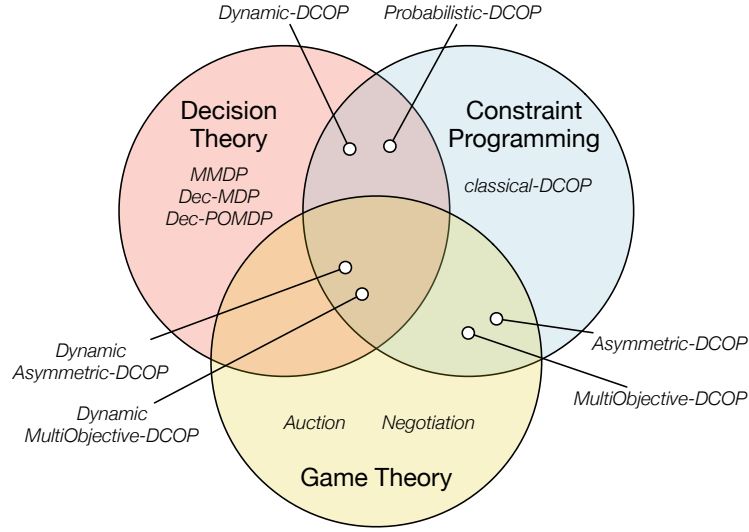 Dynamic-DCOP
Probabilistic-DCOP
Decision
Theory
Constraint
Programming
MMDP
Dec-MDP
Dec-POMDP
classical-DCOP
Dynamic
Asymmetric-DCOP
Asymmetric-DCOP
MultiObjective-DCOP
Dynamic
MultiObjective-DCOP
Auction
Negotiation
Game Theory